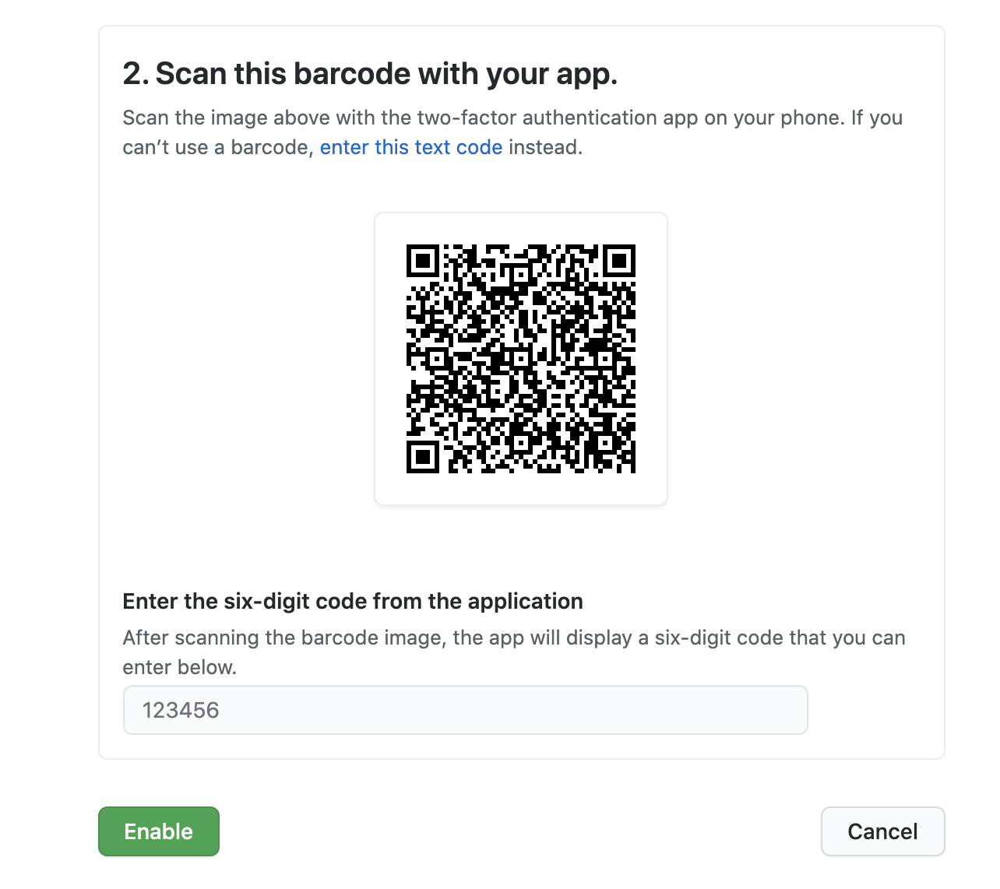 2. Scan this barcode with your app.
Scan the image above with the two-factor authentication app on your phone. If you
can’t use a barcode, enter this text code instead.
Enter the six-digit code from the application
After scanning the barcode image, the app will display a six-digit code that you can
enter below.
123456
Enable
Cancel